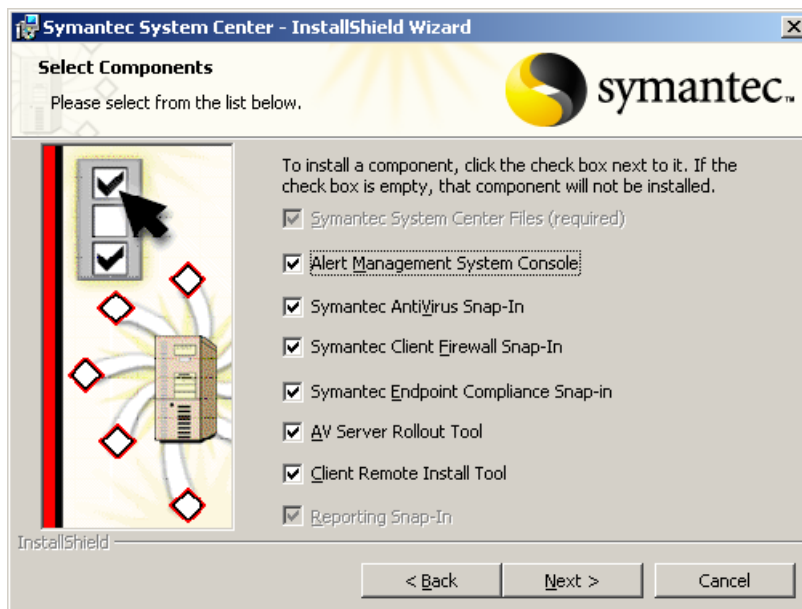 Symantec System Center - InstallShield Wizard
Select Components
Please select from the list below.
symantec™
To install a component, click the check box next to it. If the
check box is empty, that component will not be installed.
Symantec System Center Files (required)
Alert Management System Console
Symantec AntiVirus Snap-In
Symantec Client Firewall Snap-In
Symantec Endpoint Compliance Snap-in
AV Server Rollout Tool
Client Remote Install Tool
Reporting Snap-In
InstallShield
< Back
Next >
Cancel